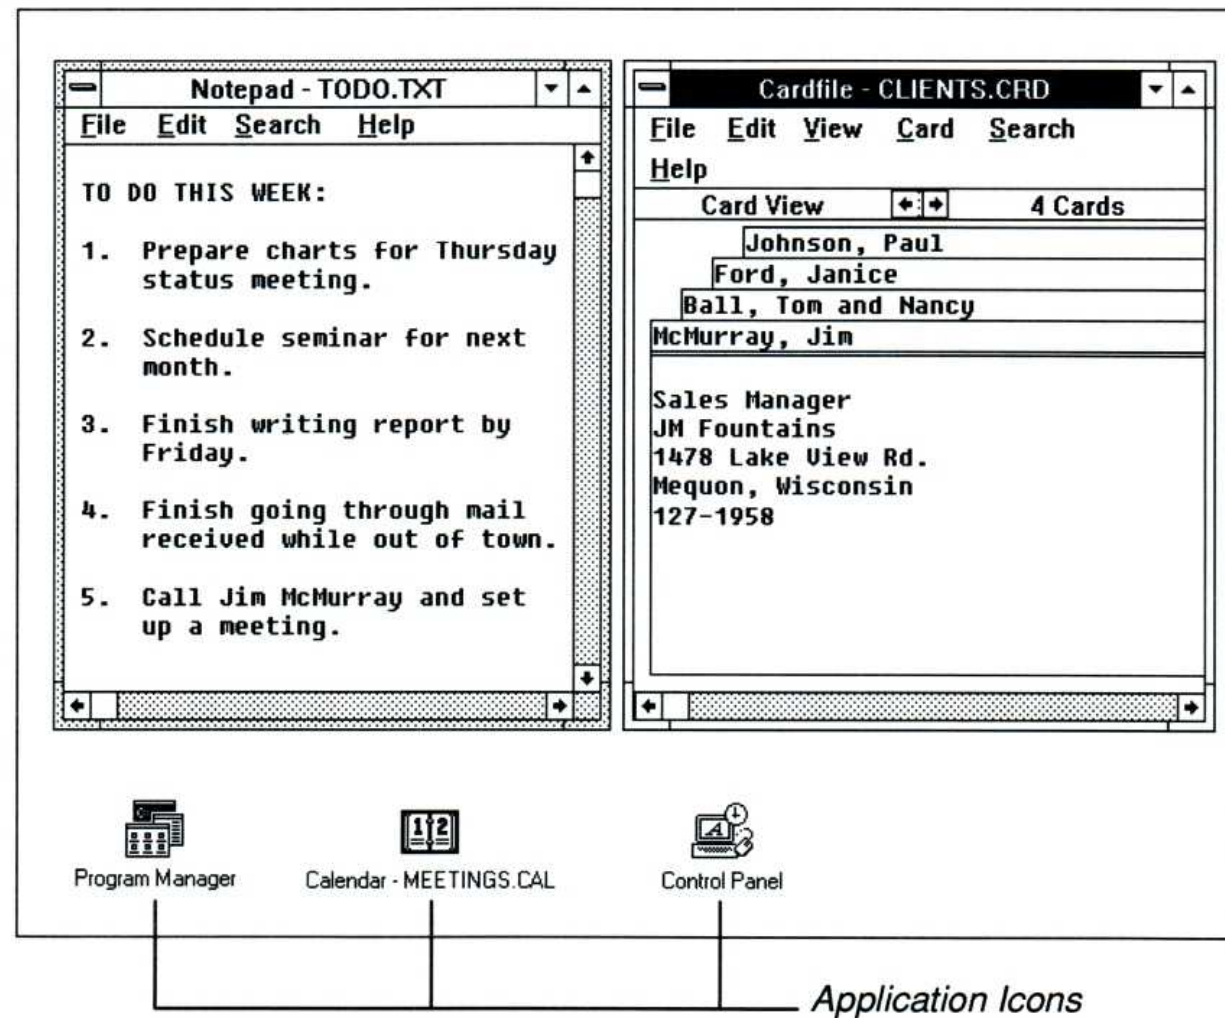 Notepad - TODO.TXT
File Edit Search Help
TO DO THIS WEEK:
1. Prepare charts for Thursday
status meeting.
2. Schedule seminar for next
month.
3. Finish writing report by
Friday.
4. Finish going through mail
received while out of town.
5. Call Jim McMurray and set
up a meeting.
Cardfile - CLIENTS.CRD
File Edit View Card Search
Help
Card View 4 Cards
Johnson, Paul
Ford, Janice
Ball, Tom and Nancy
McMurray, Jim
Sales Manager
JM Fountains
1478 Lake View Rd.
Mequon, Wisconsin
127-1958
12
Program Manager
Calendar - MEETINGS.CAL
A
Control Panel
Application Icons